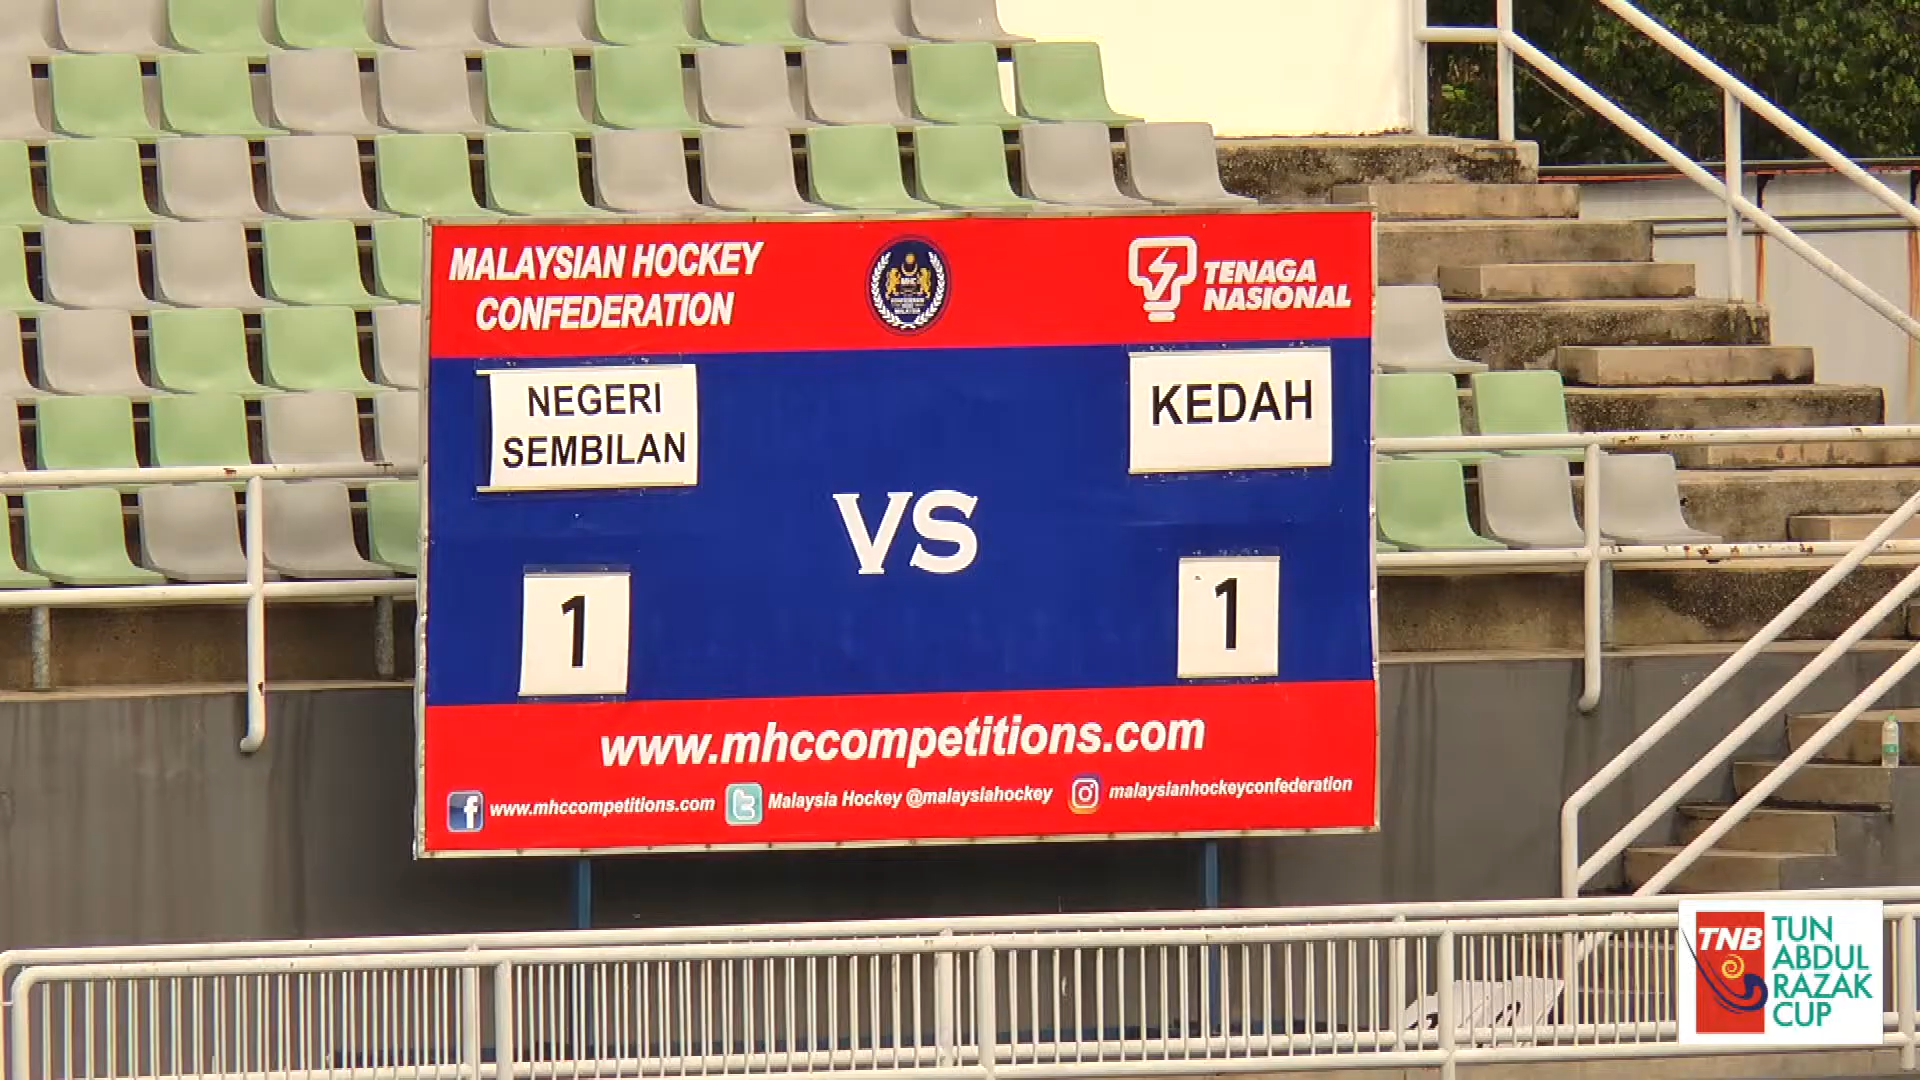 MALAYSIAN HOCKEY
CONFEDERATION
MHC
TENAGA
NASIONAL
NEGERI
SEMBILAN
KEDAH
VS
1
1
www.mhccompetitions.com
www.mhccompetitions.com
Malaysia Hockey @malaysiahockey
malaysianhockeyconfederation
TNB
TUN
ABDUL
RAZAK
CUP